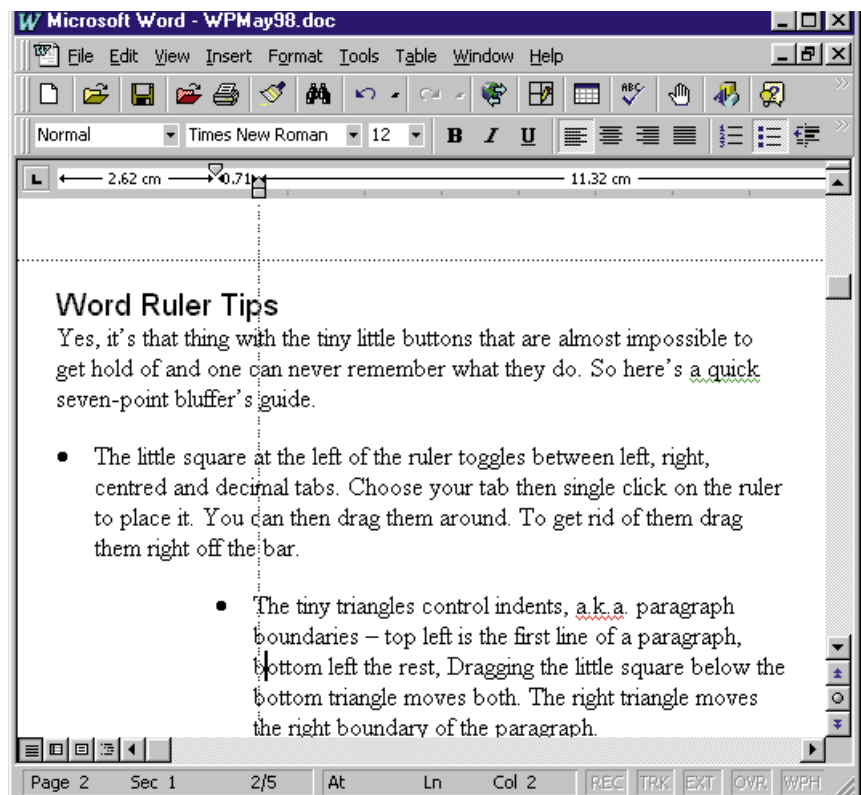 W Microsoft Word - WPMay98.doc
File Edit View Insert Format Tools Table Window Help
ABC
Normal Times New Roman 12 B I U
L 2.62 cm 0.71 11.32 cm
Word Ruler Tips
Yes, it's that thing with the tiny little buttons that are almost impossible to
get hold of and one can never remember what they do. So here's a quick
seven-point bluffer's guide.
• The little square at the left of the ruler toggles between left, right,
centred and decimal tabs. Choose your tab then single click on the ruler
to place it. You can then drag them around. To get rid of them drag
them right off the bar.
• The tiny triangles control indents, a.k.a. paragraph
boundaries – top left is the first line of a paragraph,
bottom left the rest, Dragging the little square below the
bottom triangle moves both. The right triangle moves
the right boundary of the paragraph.
Page 2 Sec 1 2/5 At Ln Col 2 REC TRK EXT OVR WPH